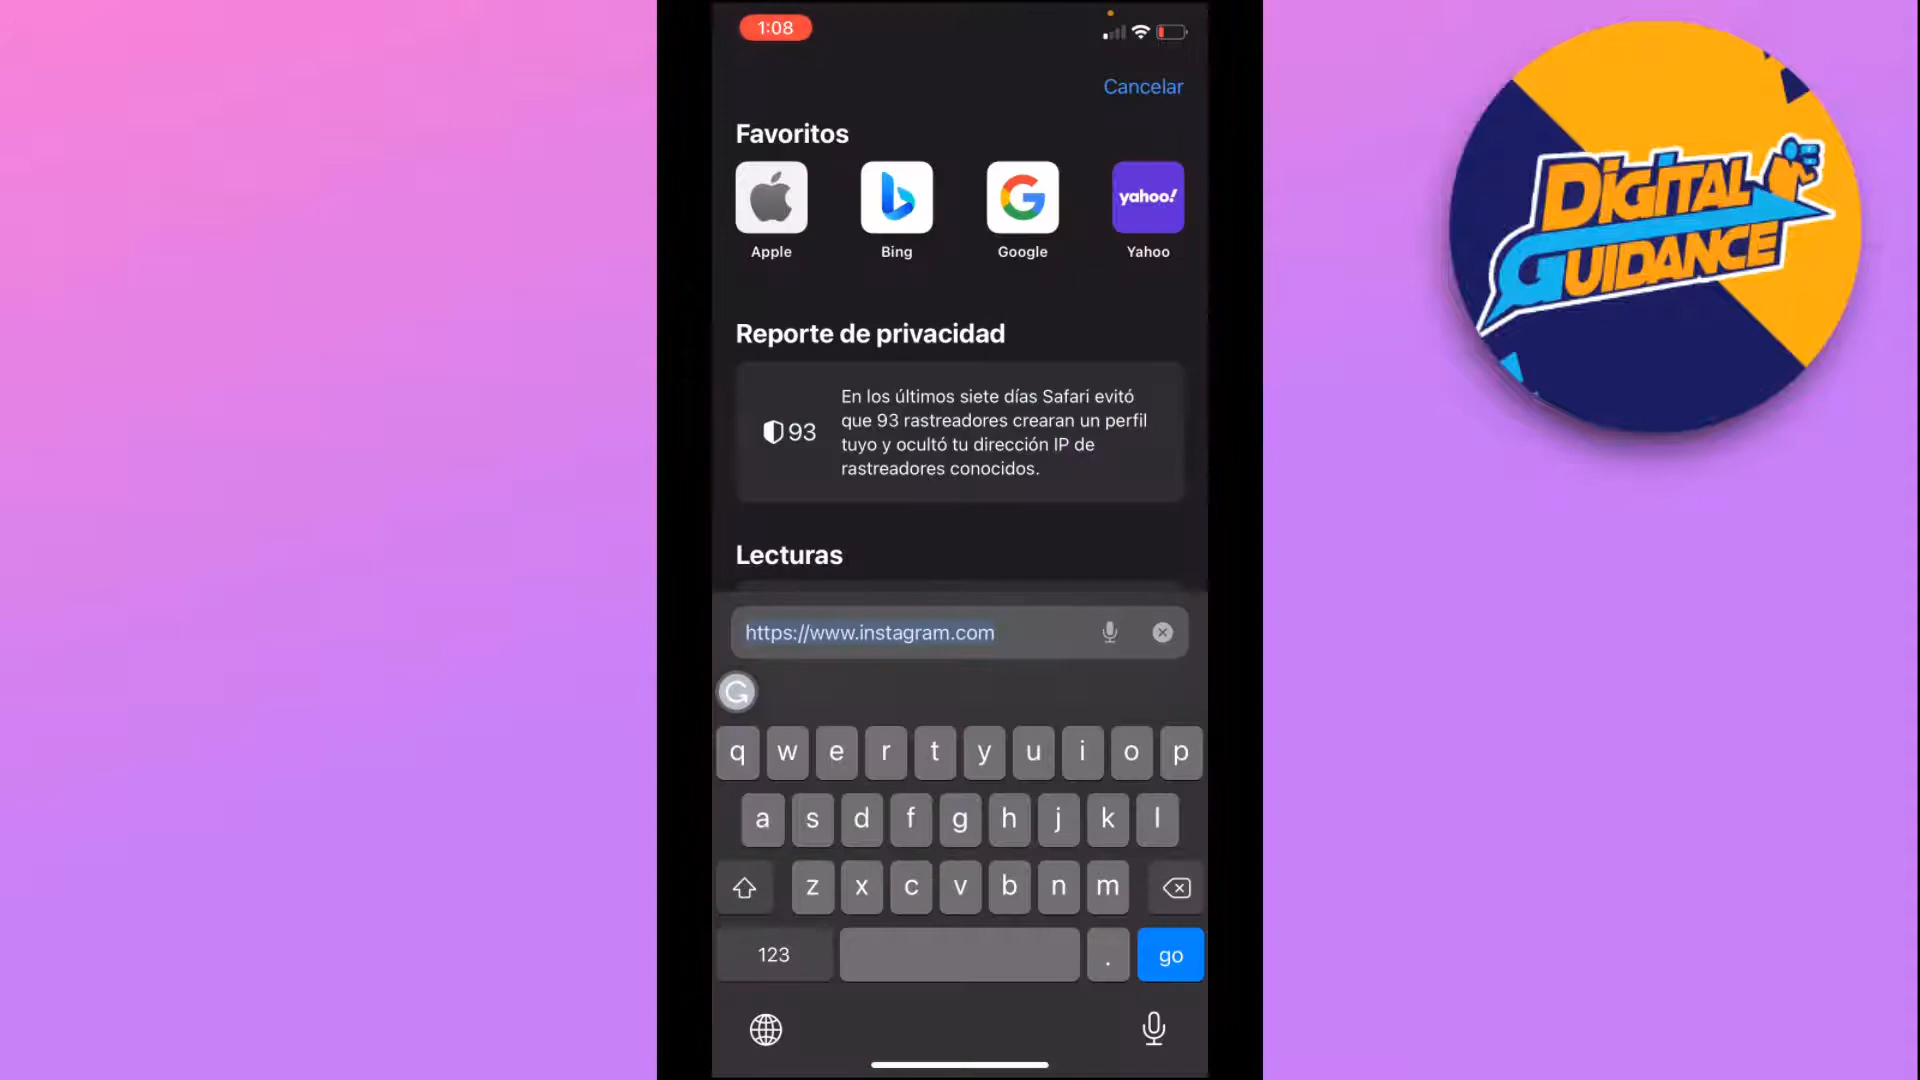 1:08
Cancelar
Favoritos
yahoo!
Apple Bing Google Yahoo
Reporte de privacidad
93
En los últimos siete días Safari evitó
que 93 rastreadores crearan un perfil
tuyo y ocultó tu dirección IP de
rastreadores conocidos.
Lecturas
https://www.instagram.com
q w e r t y u i o p
a s d f g h j k l
z x c v b n m
123 . go
DIGITAL
GUIDANCE